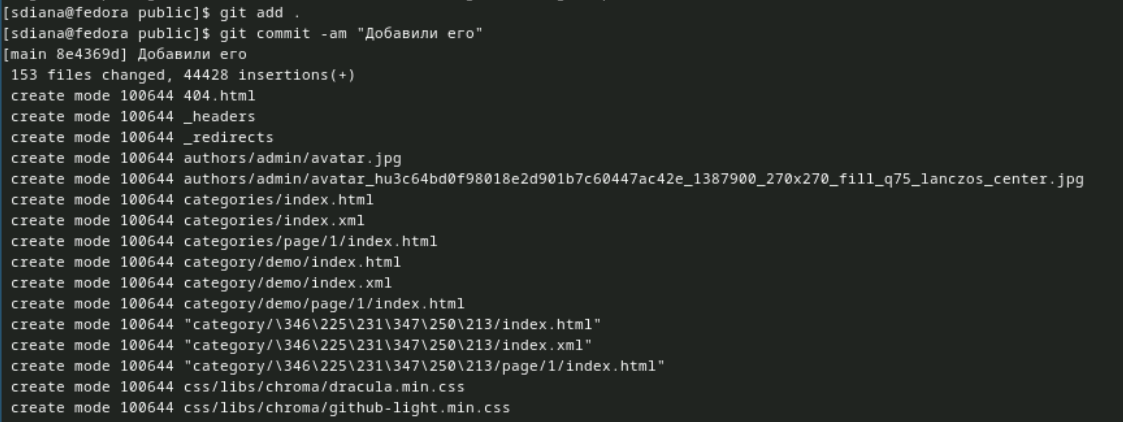 [sdiana@fedora public]$ git add .
[sdiana@fedora public]$ git commit -am "Добавили его"
[main 8e4369d] Добавили его
 153 files changed, 44428 insertions(+)
 create mode 100644 404.html
 create mode 100644 _headers
 create mode 100644 _redirects
 create mode 100644 authors/admin/avatar.jpg
 create mode 100644 authors/admin/avatar_hu3c64bd0f98018e2d901b7c60447ac42e_1387900_270x270_fill_q75_lanczos_center.jpg
 create mode 100644 categories/index.html
 create mode 100644 categories/index.xml
 create mode 100644 categories/page/1/index.html
 create mode 100644 category/demo/index.html
 create mode 100644 category/demo/index.xml
 create mode 100644 category/demo/page/1/index.html
 create mode 100644 "category/\346\225\231\347\250\213/index.html"
 create mode 100644 "category/\346\225\231\347\250\213/index.xml"
 create mode 100644 "category/\346\225\231\347\250\213/page/1/index.html"
 create mode 100644 css/libs/chroma/dracula.min.css
 create mode 100644 css/libs/chroma/github-light.min.css